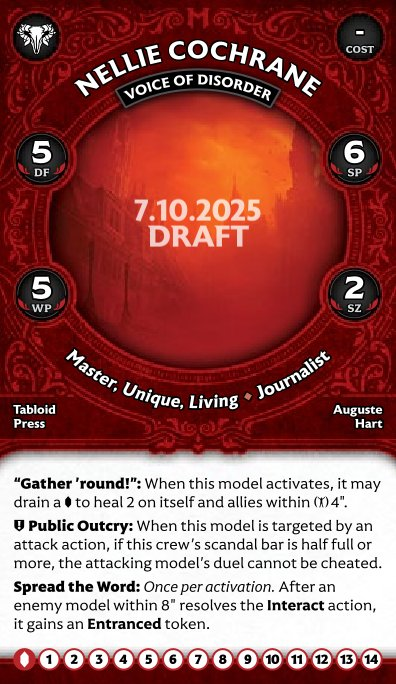 -
COST
NELLIE COCHRANE
VOICE OF DISORDER
5
DF
6
SP
7.10.2025
DRAFT
5
WP
2
SZ
Master, Unique, Living • Journalist
Tabloid
Press
Auguste
Hart
“Gather ’round!”: When this model activates, it may
drain a to heal 2 on itself and allies within 4".
Public Outcry: When this model is targeted by an
attack action, if this crew’s scandal bar is half full or
more, the attacking model’s duel cannot be cheated.
Spread the Word: Once per activation. After an
enemy model within 8" resolves the Interact action,
it gains an Entranced token.
1 2 3 4 5 6 7 8 9 10 11 12 13 14